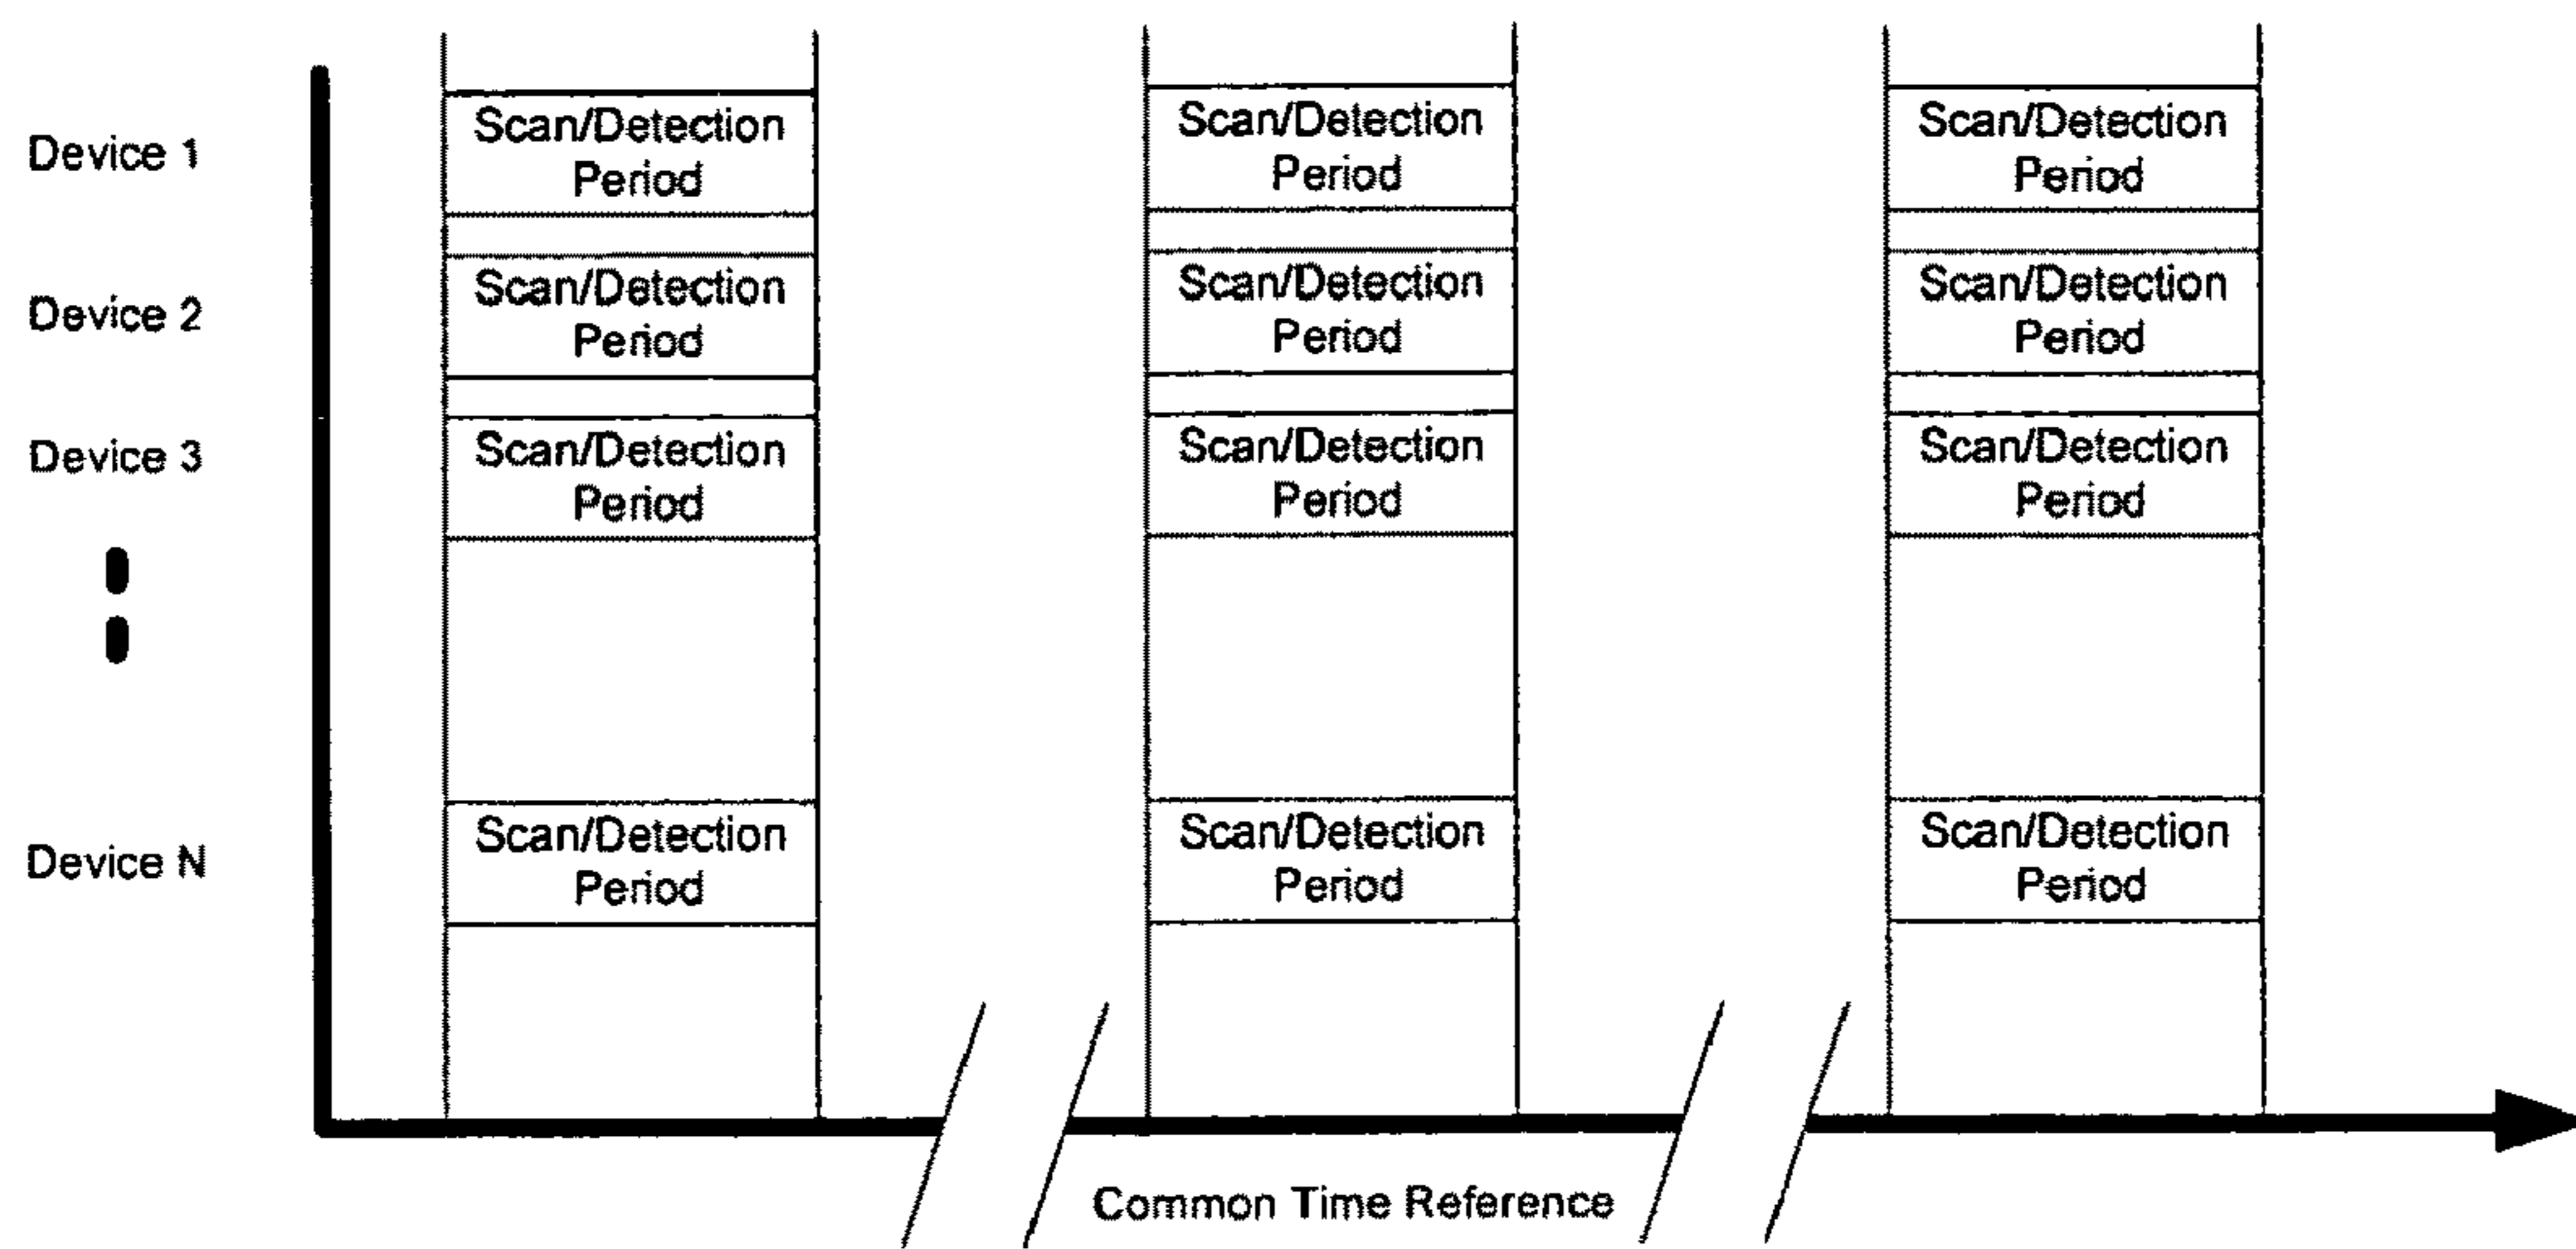 Device 1
Scan/Detection
Period
Scan/Detection
Period
Scan/Detection
Period
Device 2
Scan/Detection
Period
Scan/Detection
Period
Scan/Detection
Period
Device 3
Scan/Detection
Period
Scan/Detection
Period
Scan/Detection
Period
Device N
Scan/Detection
Period
Scan/Detection
Period
Scan/Detection
Period
Common Time Reference